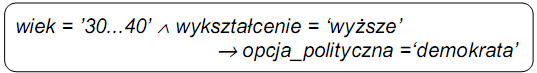 wiek = ’30...40’ ∧ wykształcenie = ‘wyższe’
→ opcja_polityczna =‘demokrata’